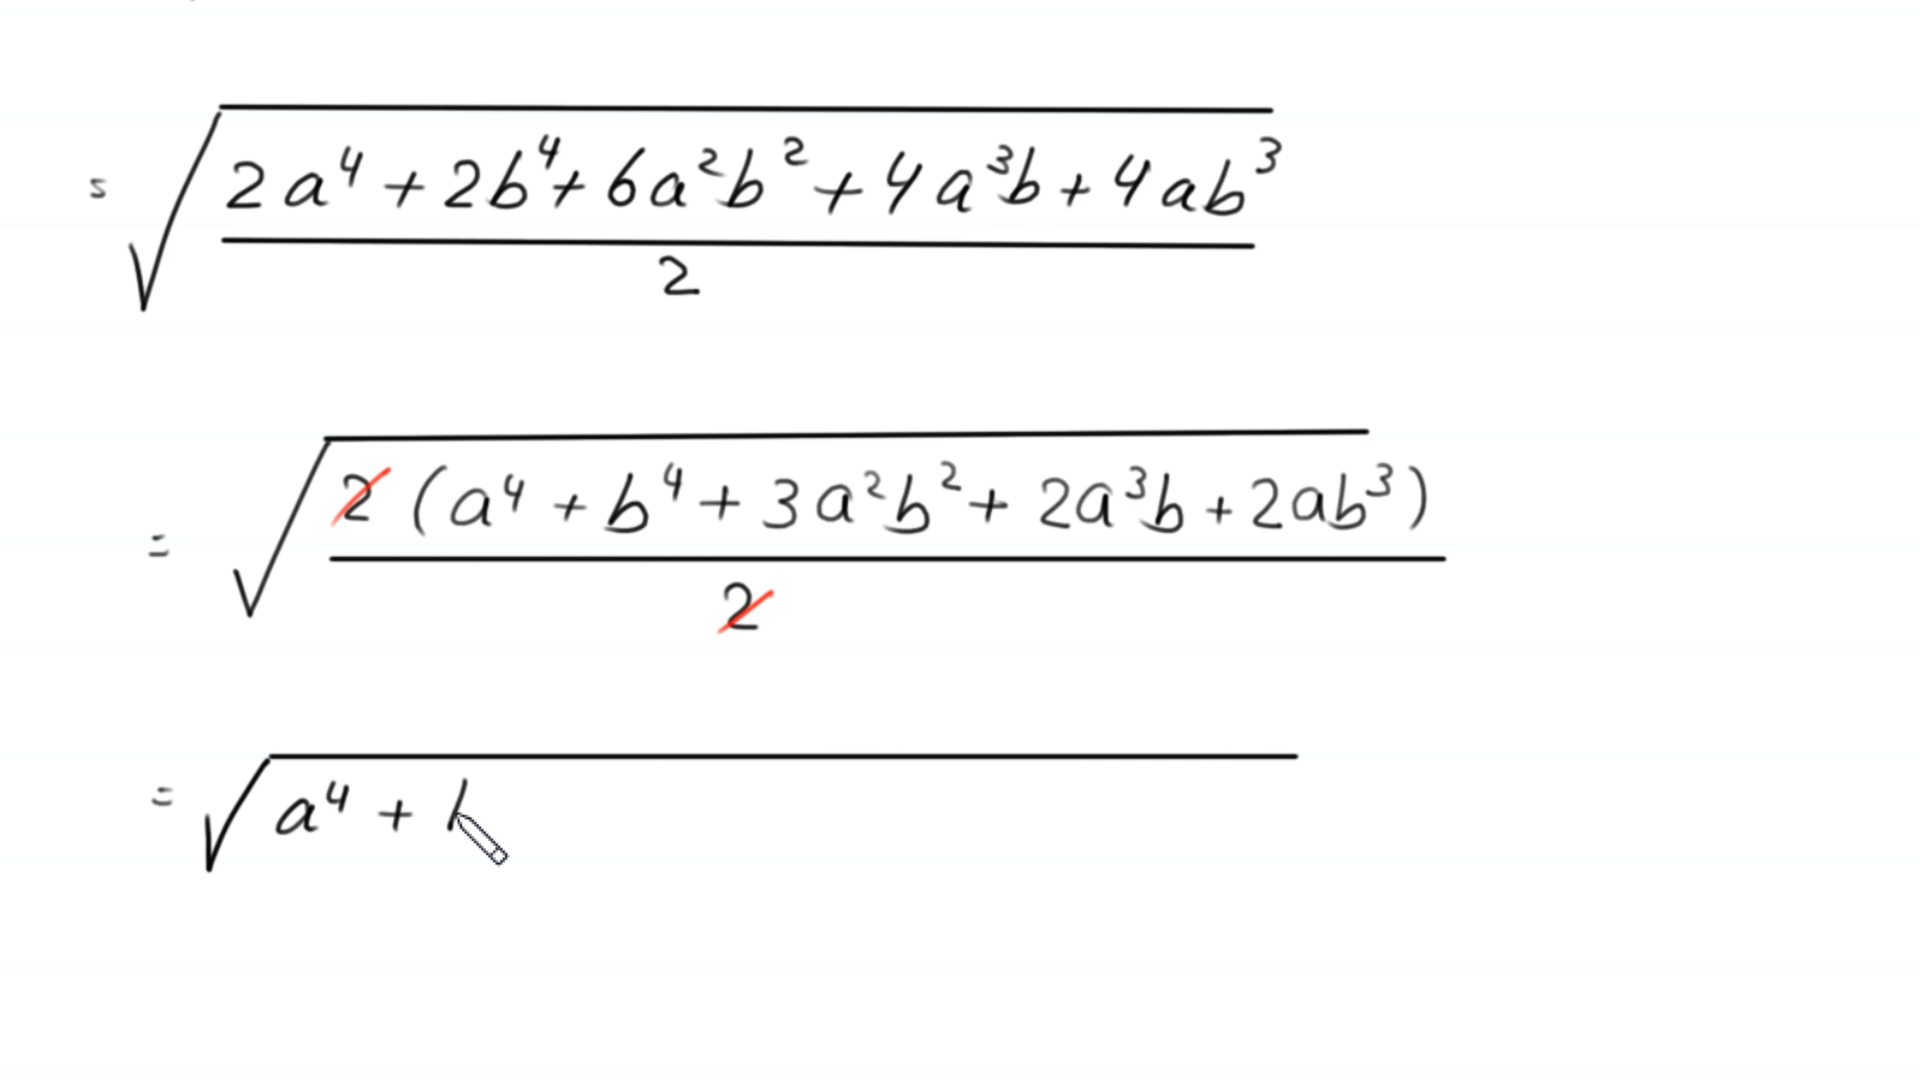 = √(2a⁴ + 2b⁴ + 6a²b² + 4a³b + 4ab³
2
= √(2 (a⁴ + b⁴ + 3a²b² + 2a³b + 2ab³)
2
= √a⁴ +